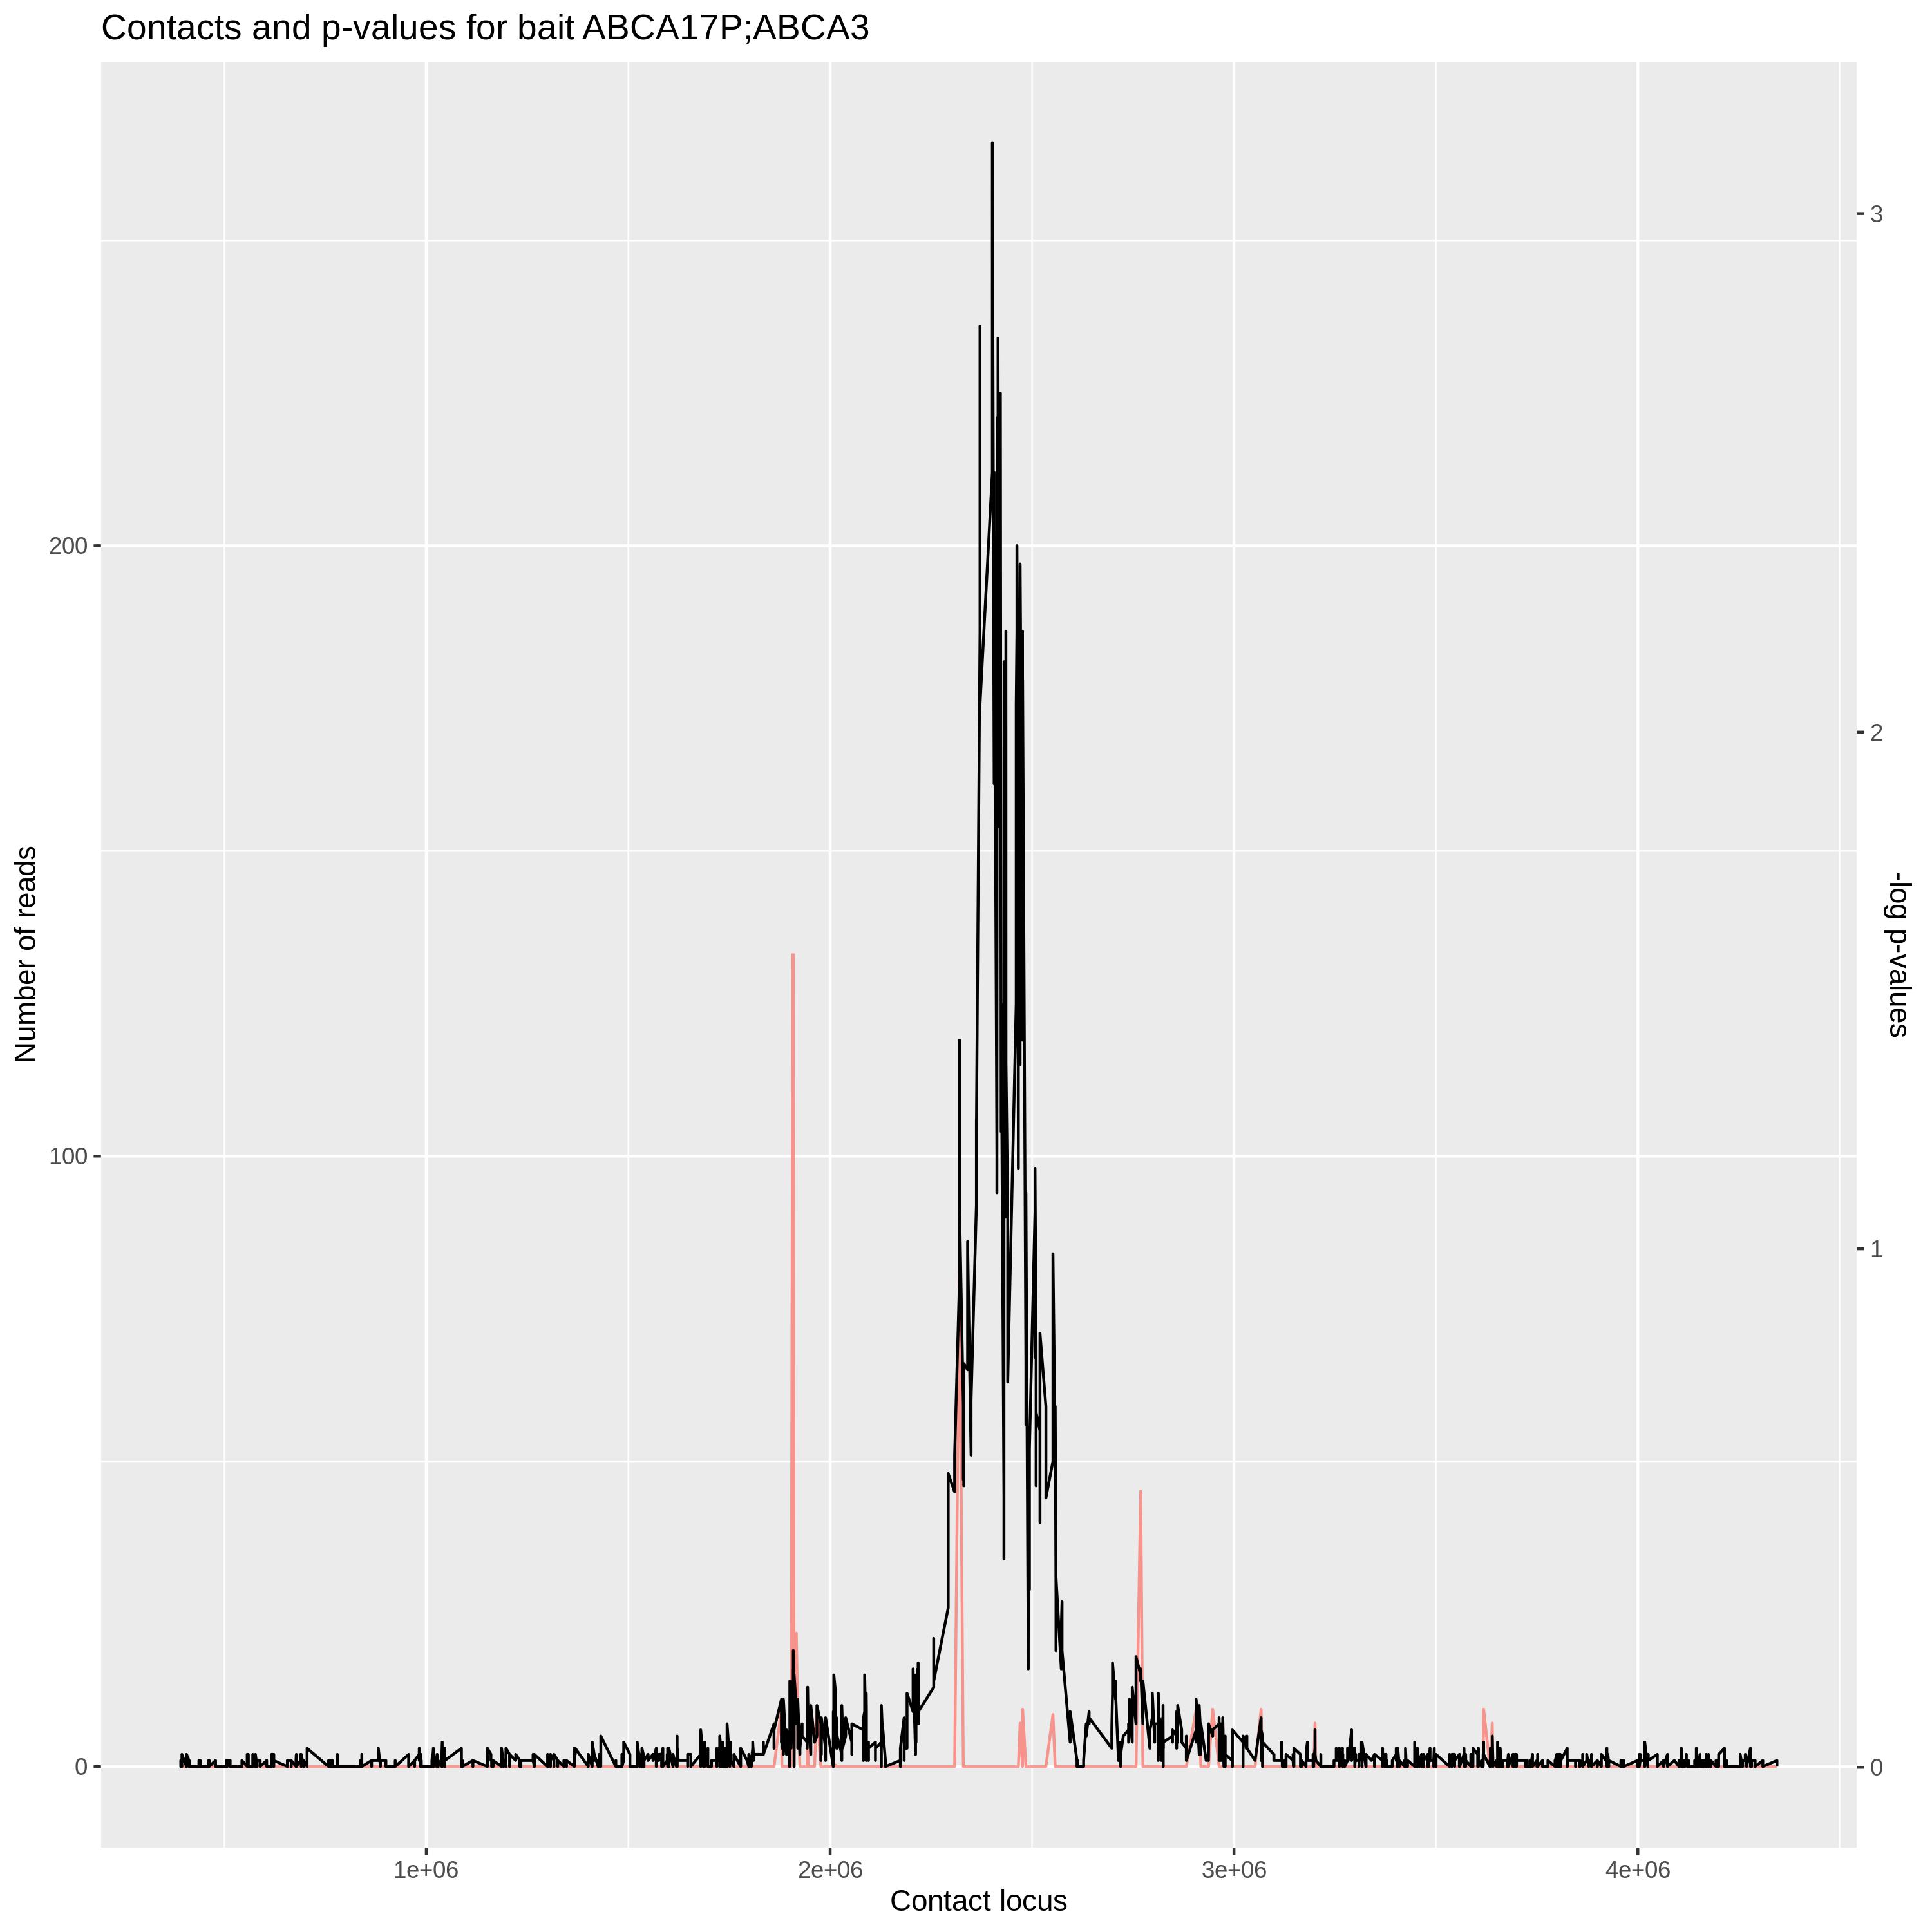 Contacts and p-values for bait ABCA17P;ABCA3
3
200
2
Number of reads
-log p-values
100
1
0
0
1e+06
2e+06
3e+06
4e+06
Contact locus